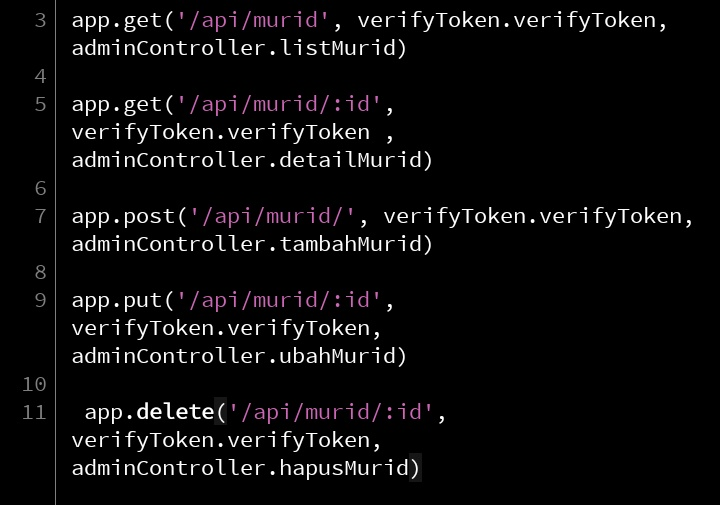 3 app.get('/api/murid', verifyToken.verifyToken,
adminController.listMurid)
4
5 app.get('/api/murid/:id',
verifyToken.verifyToken ,
adminController.detailMurid)
6
7 app.post('/api/murid/', verifyToken.verifyToken,
adminController.tambahMurid)
8
9 app.put('/api/murid/:id',
verifyToken.verifyToken,
adminController.ubahMurid)
10
11 app.delete('/api/murid/:id',
verifyToken.verifyToken,
adminController.hapusMurid)